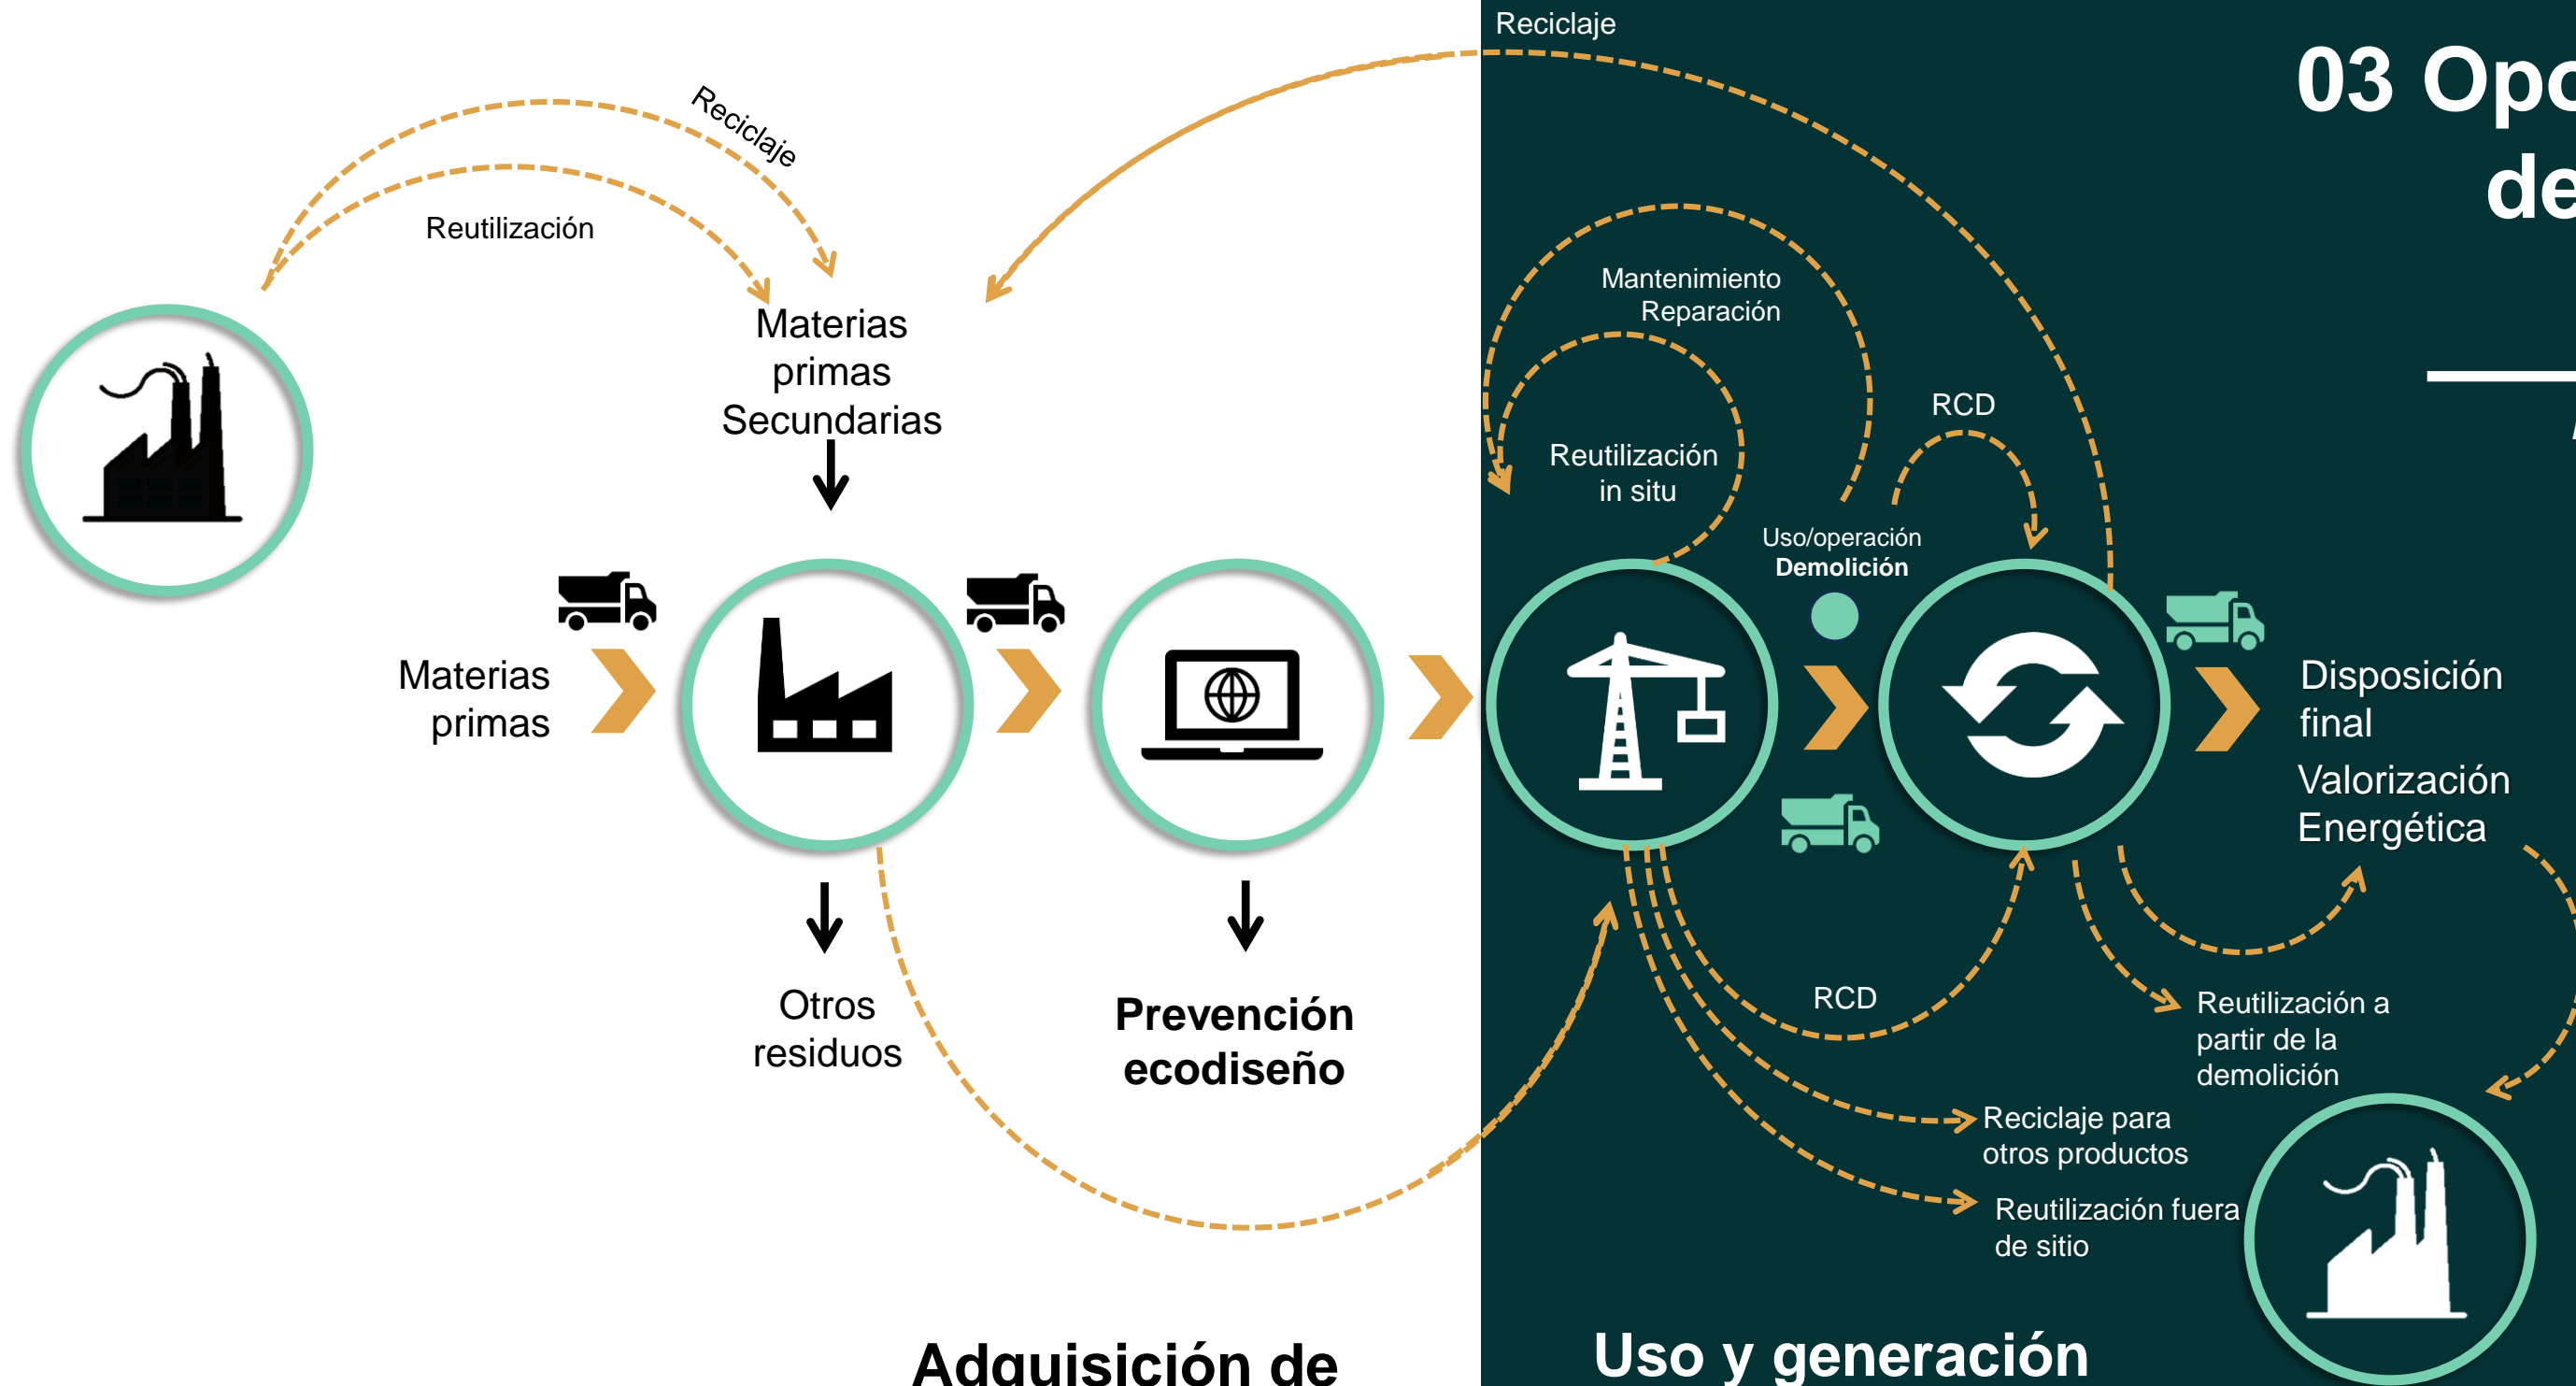 Reciclaje
03 Opo
de
Reciclaje
Reutilización
Materias
primas
Secundarias
Mantenimiento
Reparación
Reutilización
in situ
RCD
Uso/operación
Demolición
Materias
primas
Disposición
final
Valorización
Energética
Otros
residuos
Prevención
ecodiseño
RCD
Reutilización a
partir de la
demolición
Reciclaje para
otros productos
Reutilización fuera
de sitio
Adquisición de
Uso y generación